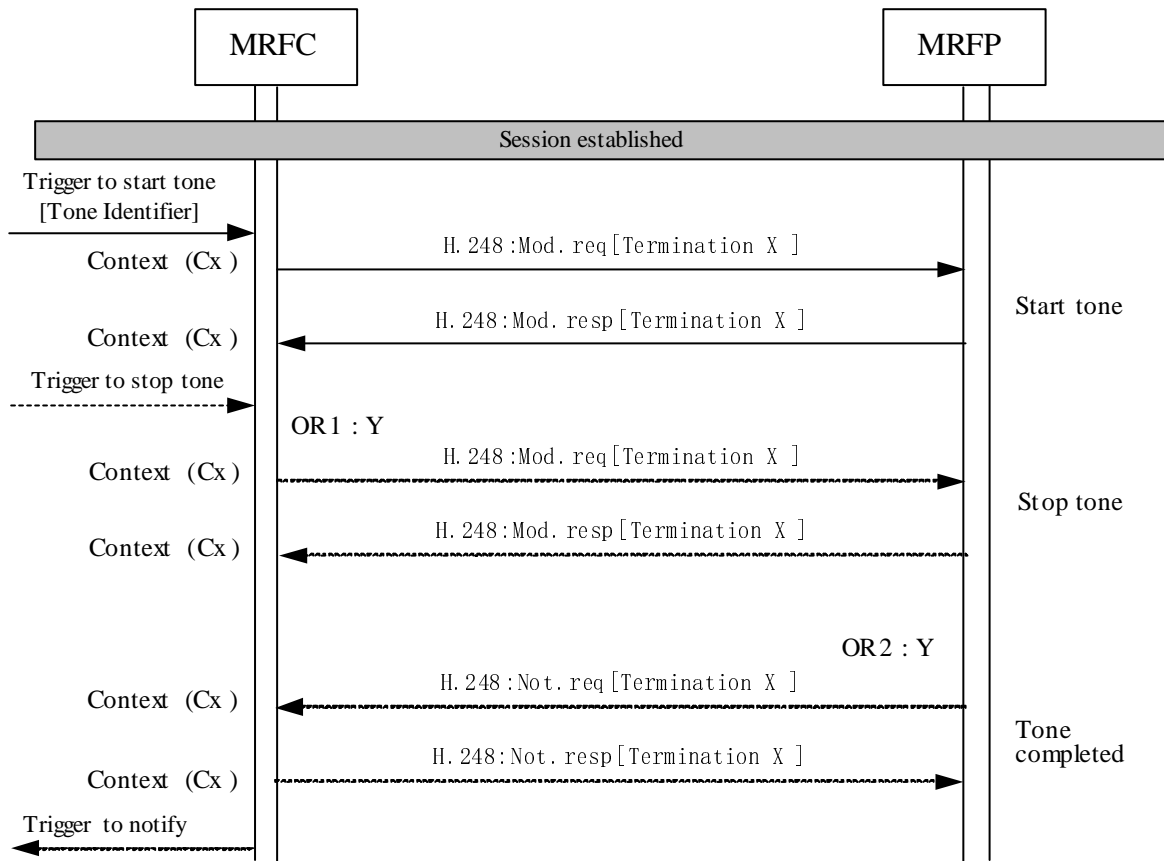 MRFC
MRFP
Session established
Trigger to start tone
[Tone Identifier]
Context (Cx )
H.248:Mod.req[Termination X ]
Start tone
Context (Cx )
H.248:Mod.resp[Termination X ]
Trigger to stop tone
OR1 : Y
Context (Cx )
H.248:Mod.req[Termination X ]
Stop tone
Context (Cx )
H.248:Mod.resp[Termination X ]
OR2 : Y
Context (Cx )
H.248:Not.req[Termination X ]
Tone
completed
Context (Cx )
H.248:Not.resp[Termination X ]
Trigger to notify